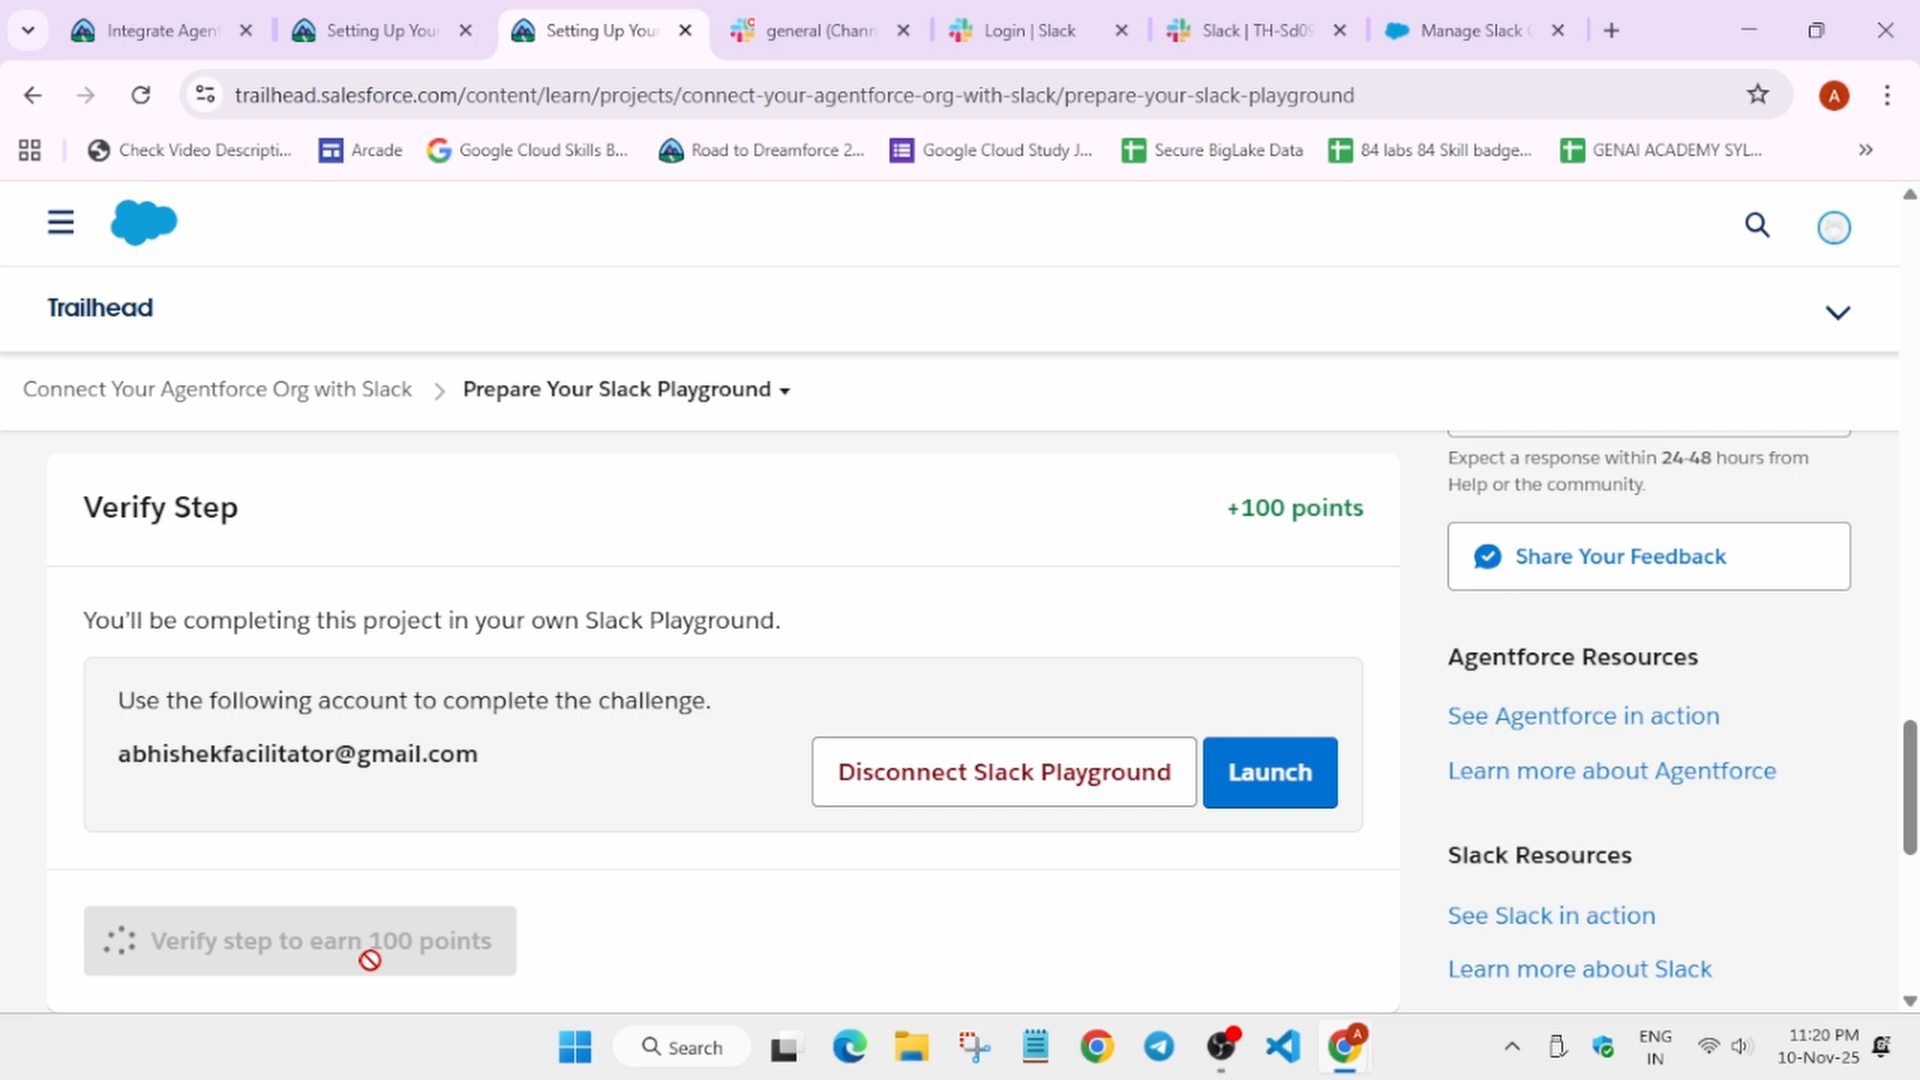 Integrate Agen
Setting Up You
Setting Up You
general (Chann
Login | Slack
Slack | TH-Sd09
Manage Slack
trailhead.salesforce.com/content/learn/projects/connect-your-agentforce-org-with-slack/prepare-your-slack-playground
A
Check Video Descripti...
Arcade
Google Cloud Skills B...
Road to Dreamforce 2...
Google Cloud Study J...
Secure BigLake Data
84 labs 84 Skill badge...
GENAI ACADEMY SYL...
Trailhead
Connect Your Agentforce Org with Slack
Prepare Your Slack Playground
Verify Step
+100 points
You'll be completing this project in your own Slack Playground.
Use the following account to complete the challenge.
abhishekfacilitator@gmail.com
Disconnect Slack Playground
Launch
Verify step to earn 100 points
Expect a response within 24-48 hours from
Help or the community.
Share Your Feedback
Agentforce Resources
See Agentforce in action
Learn more about Agentforce
Slack Resources
See Slack in action
Learn more about Slack
Search
A
ENG
IN
11:20 PM
10-Nov-25